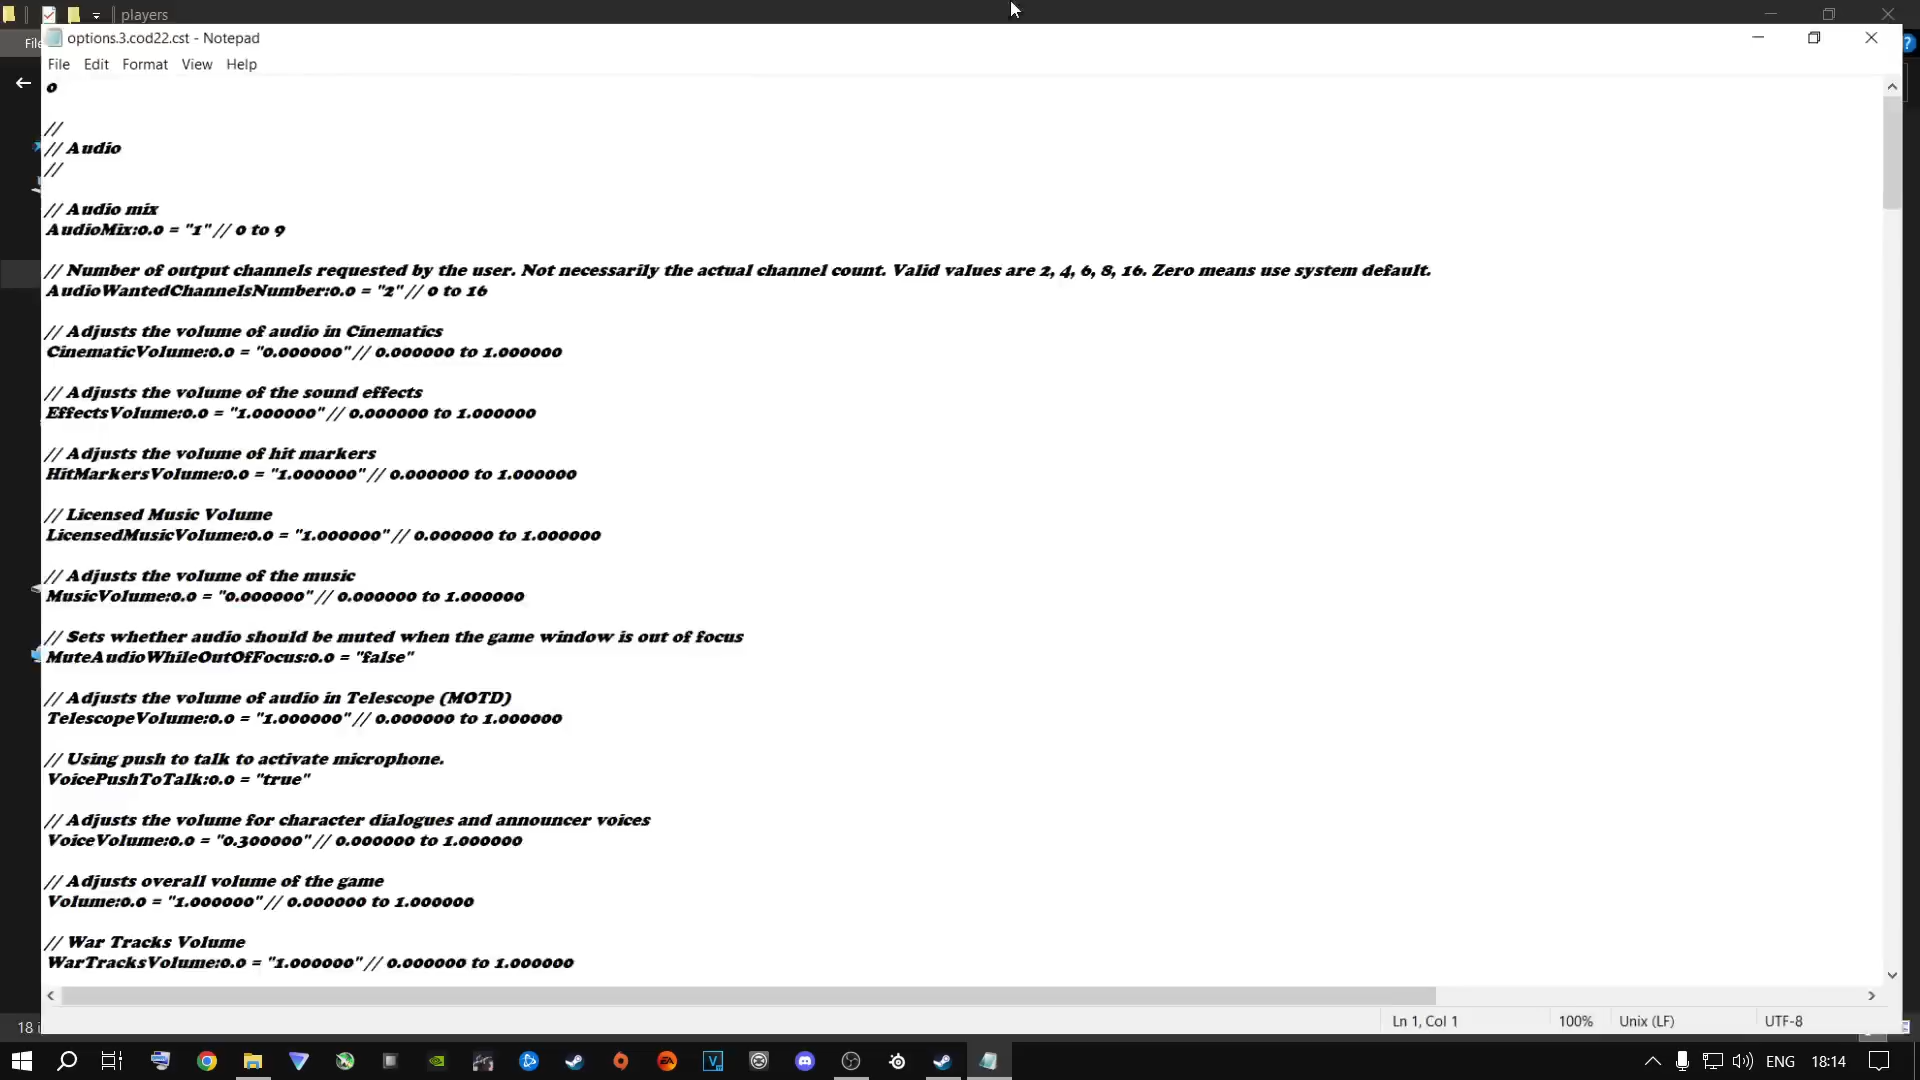 players
File
options.3.cod22.cst - Notepad
File Edit Format View Help
0
//
// Audio
//
// Audio mix
AudioMix:0.0 = "1" // 0 to 9
// Number of output channels requested by the user. Not necessarily the actual channel count. Valid values are 2, 4, 6, 8, 16. Zero means use system default.
AudioWantedChannelsNumber:0.0 = "2" // 0 to 16
// Adjusts the volume of audio in Cinematics
CinematicVolume:0.0 = "0.000000" // 0.000000 to 1.000000
// Adjusts the volume of the sound effects
EffectsVolume:0.0 = "1.000000" // 0.000000 to 1.000000
// Adjusts the volume of hit markers
HitMarkersVolume:0.0 = "1.000000" // 0.000000 to 1.000000
// Licensed Music Volume
LicensedMusicVolume:0.0 = "1.000000" // 0.000000 to 1.000000
// Adjusts the volume of the music
MusicVolume:0.0 = "0.000000" // 0.000000 to 1.000000
// Sets whether audio should be muted when the game window is out of focus
MuteAudioWhileOutOfFocus:0.0 = "false"
// Adjusts the volume of audio in Telescope (MOTD)
TelescopeVolume:0.0 = "1.000000" // 0.000000 to 1.000000
// Using push to talk to activate microphone.
VoicePushToTalk:0.0 = "true"
// Adjusts the volume for character dialogues and announcer voices
VoiceVolume:0.0 = "0.300000" // 0.000000 to 1.000000
// Adjusts overall volume of the game
Volume:0.0 = "1.000000" // 0.000000 to 1.000000
// War Tracks Volume
WarTracksVolume:0.0 = "1.000000" // 0.000000 to 1.000000
18 i
Ln 1, Col 1 100% Unix (LF) UTF-8
ENG 18:14